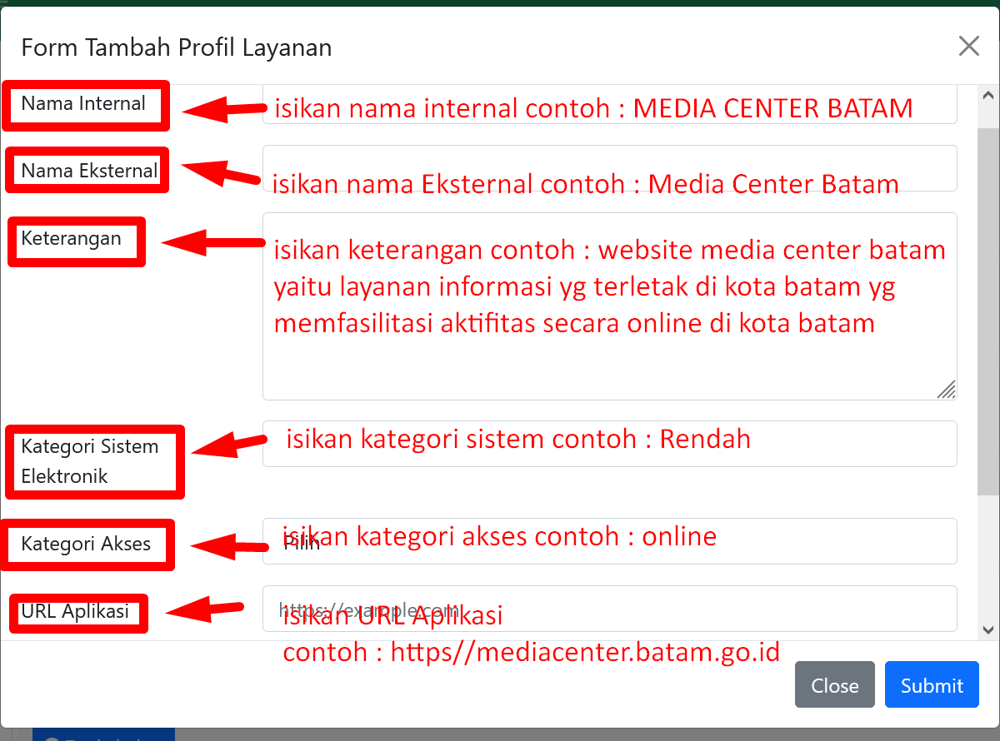 Form Tambah Profil Layanan
Nama Internal
isikan nama internal contoh : MEDIA CENTER BATAM
Nama Eksternal
isikan nama Eksternal contoh : Media Center Batam
Keterangan
isikan keterangan contoh : website media center batam
yaitu layanan informasi yg terletak di kota batam yg
memfasilitasi aktifitas secara online di kota batam
Kategori Sistem
Elektronik
isikan kategori sistem contoh : Rendah
Kategori Akses
Pilih
isikan kategori akses contoh : online
URL Aplikasi
https://example.com
isikan URL Aplikasi
contoh : https//mediacenter.batam.go.id
Close
Submit